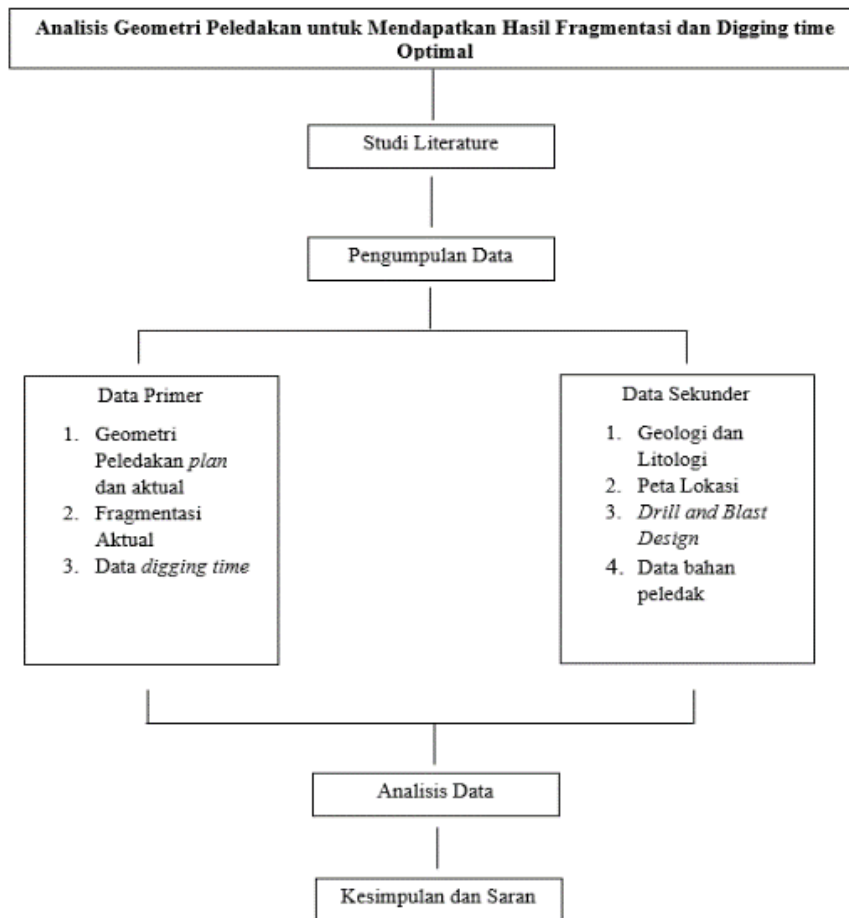 Analisis Geometri Peledakan untuk Mendapatkan Hasil Fragmentasi dan Digging time
Optimal
Studi Literature
Pengumpulan Data
Data Primer
1. Geometri
Peledakan plan
dan aktual
2. Fragmentasi
Aktual
3. Data digging time
Data Sekunder
1. Geologi dan
Litologi
2. Peta Lokasi
3. Drill and Blast
Design
4. Data bahan
peledak
Analisis Data
Kesimpulan dan Saran